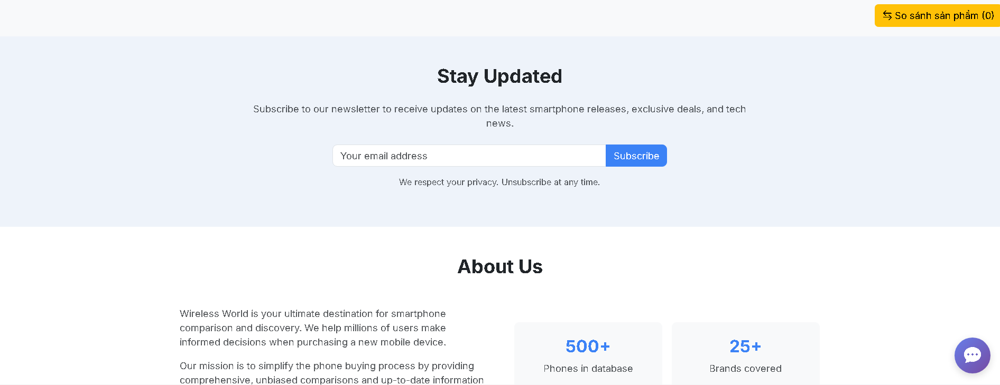 So sánh sản phẩm (0)
Stay Updated
Subscribe to our newsletter to receive updates on the latest smartphone releases, exclusive deals, and tech
news.
Your email address
Subscribe
We respect your privacy. Unsubscribe at any time.
About Us
Wireless World is your ultimate destination for smartphone
comparison and discovery. We help millions of users make
informed decisions when purchasing a new mobile device.
Our mission is to simplify the phone buying process by providing
comprehensive, unbiased comparisons and up-to-date information
500+
Phones in database
25+
Brands covered